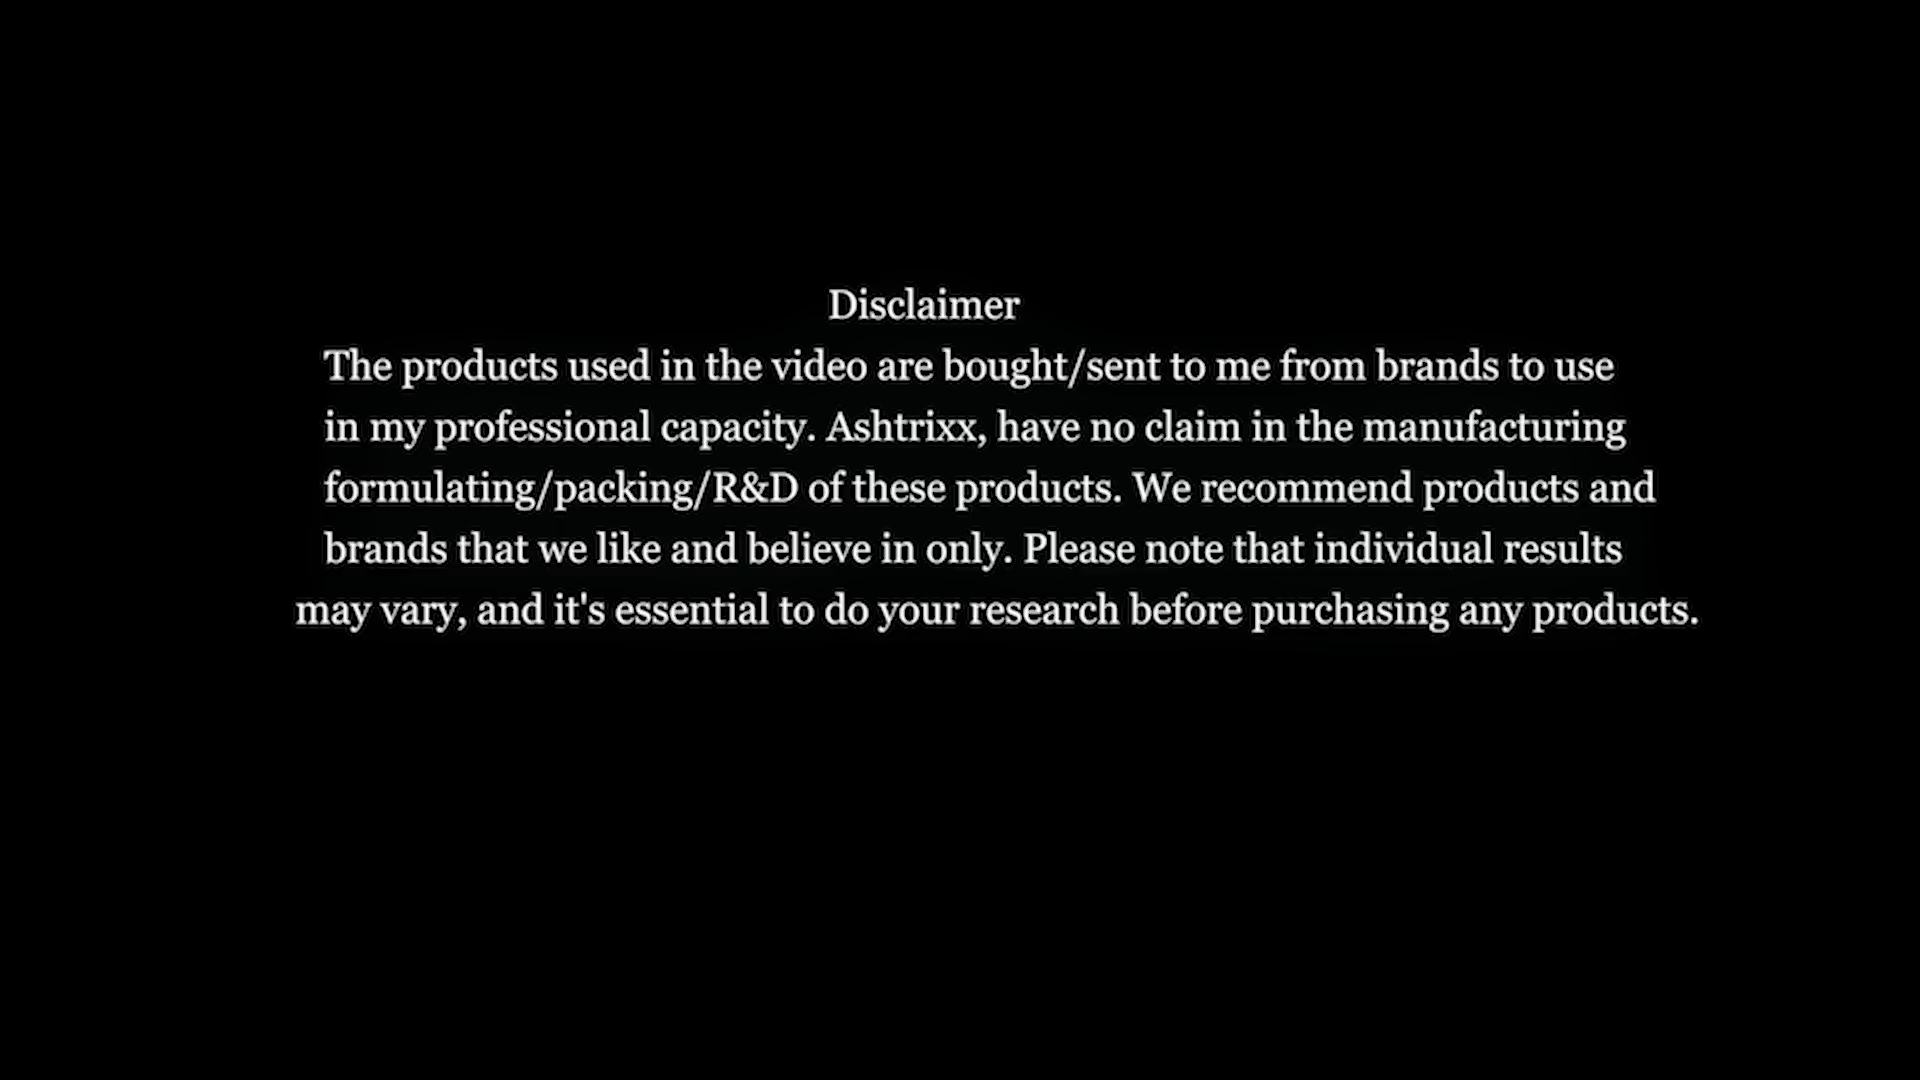 Disclaimer
The products used in the video are bought/sent to me from brands to use
in my professional capacity. Ashtrixx, have no claim in the manufacturing
formulating/packing/R&D of these products. We recommend products and
brands that we like and believe in only. Please note that individual results
may vary, and it's essential to do your research before purchasing any products.